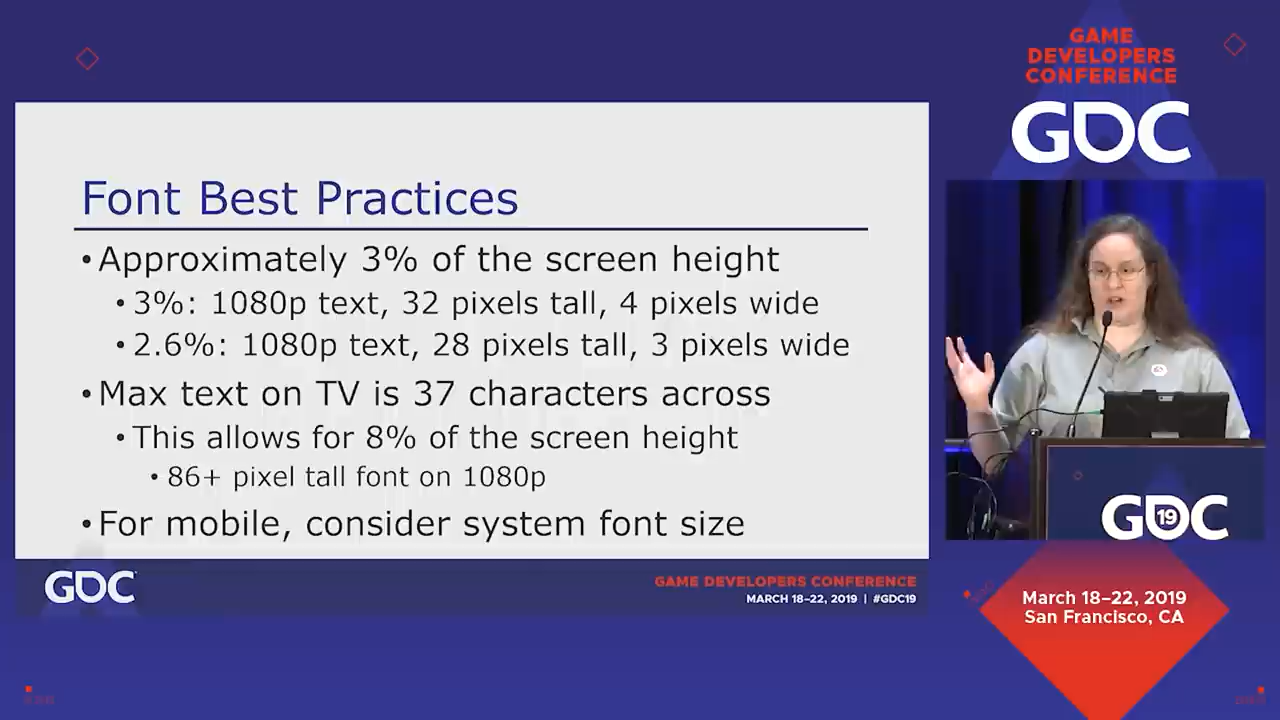 GAME
DEVELOPERS
CONFERENCE
GDC
Font Best Practices
•Approximately 3% of the screen height
•3%: 1080p text, 32 pixels tall, 4 pixels wide
•2.6%: 1080p text, 28 pixels tall, 3 pixels wide
•Max text on TV is 37 characters across
•This allows for 8% of the screen height
•86+ pixel tall font on 1080p
•For mobile, consider system font size
GDC
GAME DEVELOPERS CONFERENCE
MARCH 18–22, 2019 | #GDC19
GDC
19
March 18–22, 2019
San Francisco, CA